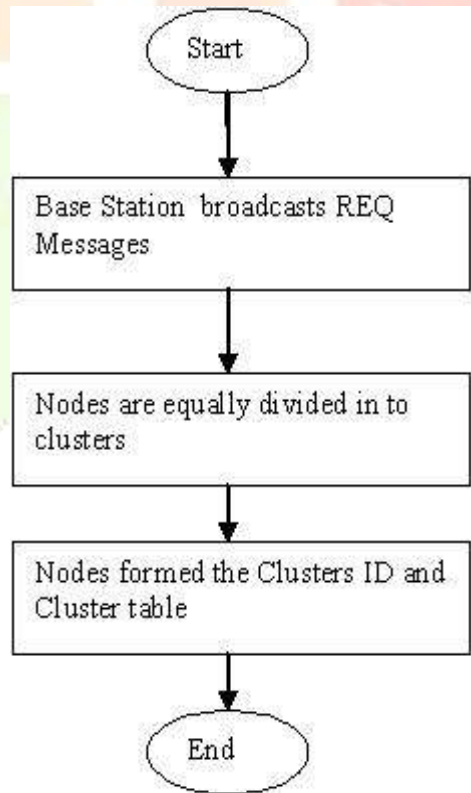 Start
Base Station broadcasts REQ
Messages
Nodes are equally divided in to
clusters
Nodes formed the Clusters ID and
Cluster table
End